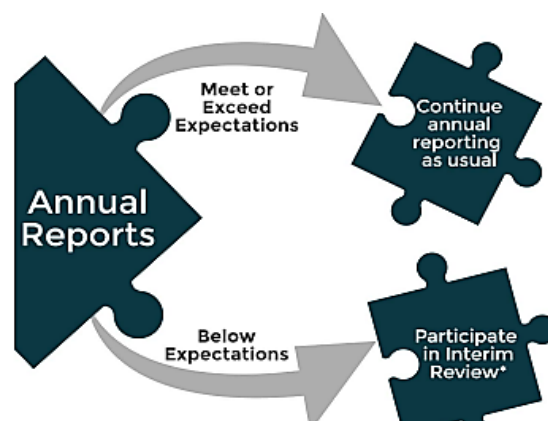 Meet or
Exceed
Expectations
Continue
annual
reporting
as usual
Annual
Reports
Below
Expectations
Participate
in Interim
Review*